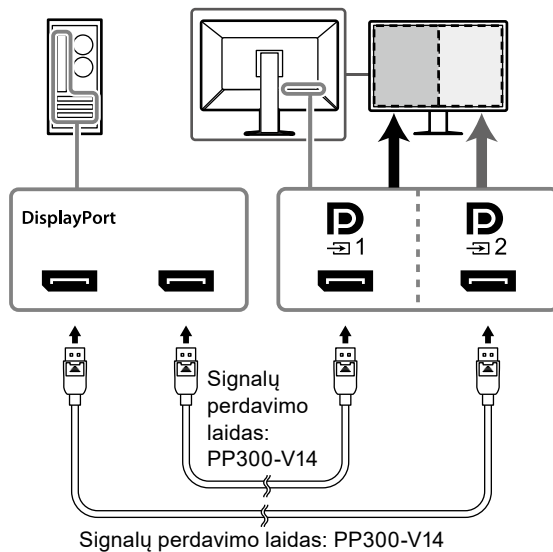 DisplayPort
1
2
Signalų
perdavimo
laidas:
PP300-V14
Signalų perdavimo laidas: PP300-V14